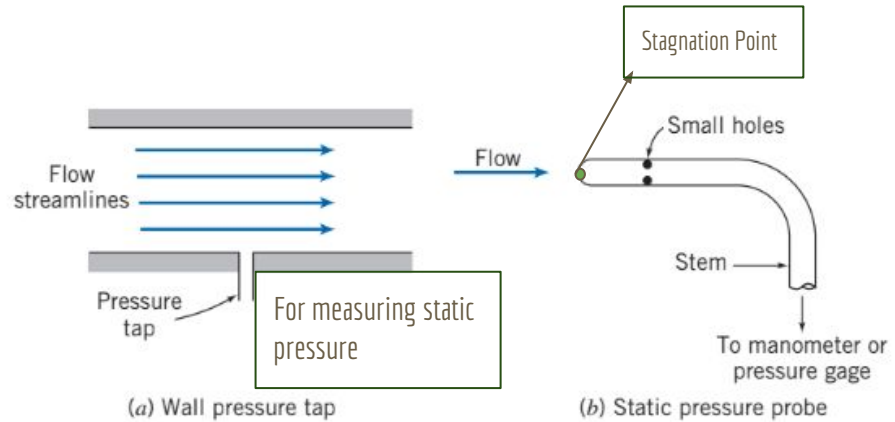 Stagnation Point
Small holes
Flow
Flow
streamlines
Stem
Pressure
tap
For measuring static
pressure
To manometer or
pressure gage
(a) Wall pressure tap
(b) Static pressure probe